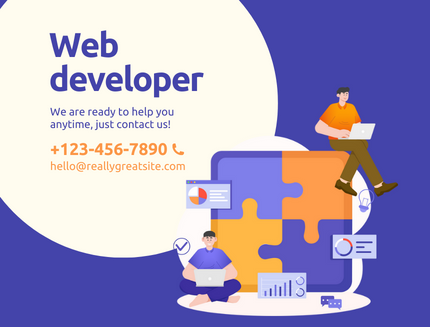 Web
developer
We are ready to help you
anytime, just contact us!
+123-456-7890
hello@reallygreatsite.com